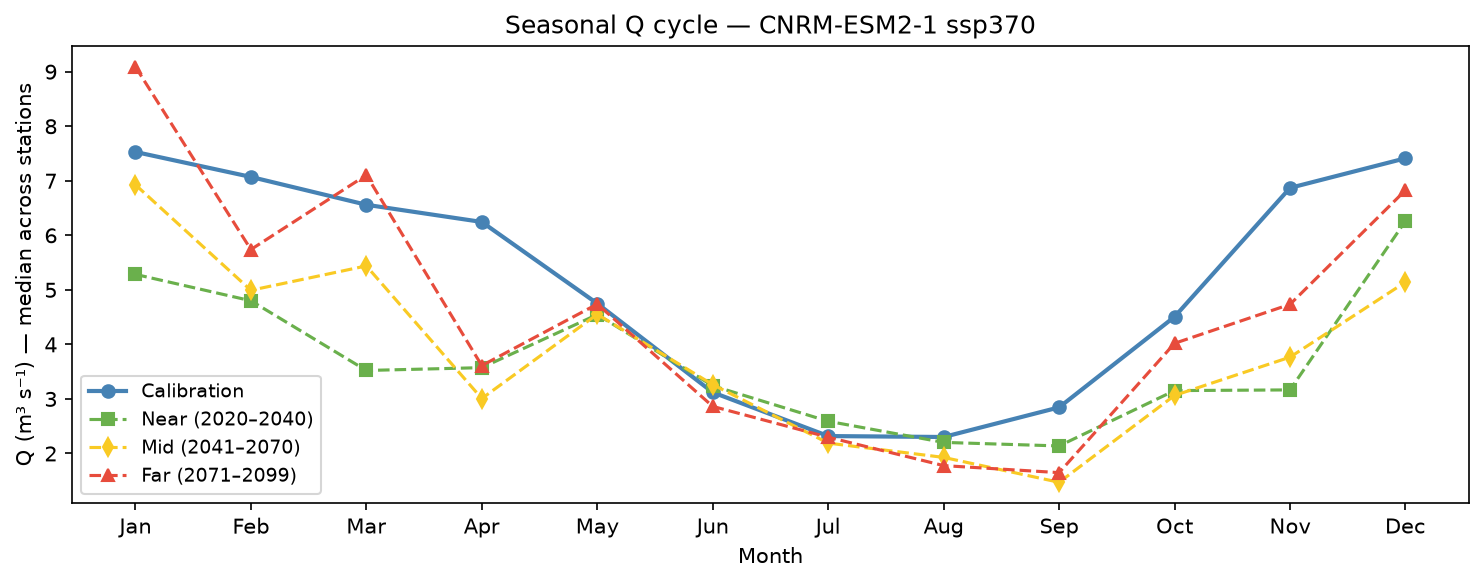 Seasonal Q cycle — CNRM-ESM2-1 ssp370
Q (m³ s⁻¹) — median across stations
9
8
7
6
5
4
3
2
Calibration
Near (2020–2040)
Mid (2041–2070)
Far (2071–2099)
Jan Feb Mar Apr May Jun Jul Aug Sep Oct Nov Dec
Month